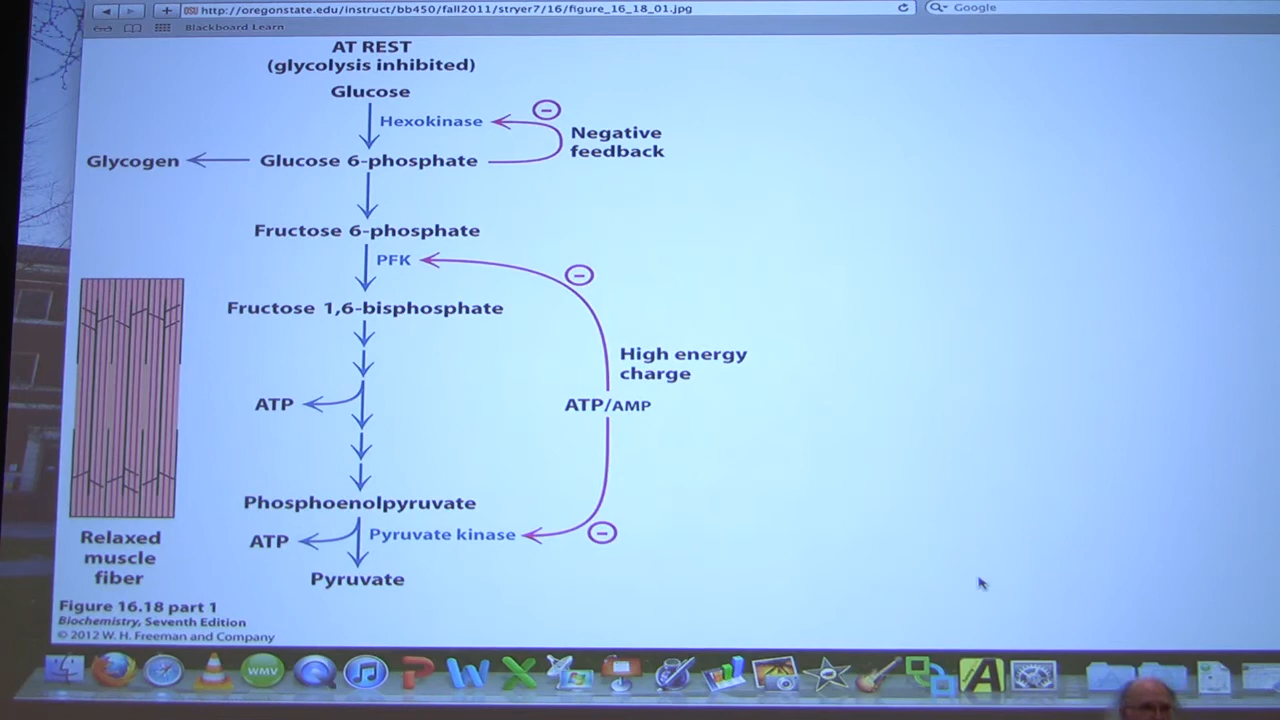 http://oregonstate.edu/instruct/bb450/fall2011/stryer7/16/figure_16_18_01.jpg
Google
Blackboard Learn
AT REST
(glycolysis inhibited)
Glucose
Hexokinase
−
Negative
feedback
Glycogen
Glucose 6-phosphate
Fructose 6-phosphate
PFK
−
Fructose 1,6-bisphosphate
High energy
charge
ATP
ATP/AMP
Phosphoenolpyruvate
ATP
Pyruvate kinase
−
Pyruvate
Relaxed
muscle
fiber
Figure 16.18 part 1
Biochemistry, Seventh Edition
© 2012 W. H. Freeman and Company
WMV